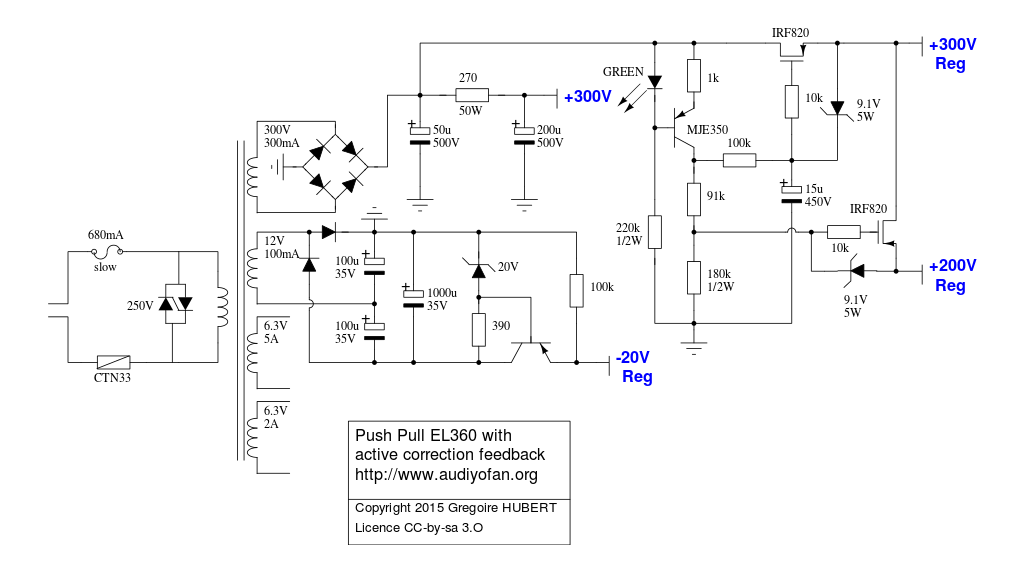 IRF820
+300V
Reg
270
50W
+300V
GREEN
1k
10k
9.1V
5W
MJE350
100k
50u
500V
200u
500V
300V
300mA
15u
450V
91k
IRF820
220k
1/2W
10k
+200V
Reg
180k
1/2W
9.1V
5W
680mA
slow
12V
100mA
100u
35V
20V
1000u
35V
100k
250V
6.3V
5A
100u
35V
390
-20V
Reg
CTN33
6.3V
2A
Push Pull EL360 with
active correction feedback
http://www.audiyofan.org
Copyright 2015 Gregoire HUBERT
Licence CC-by-sa 3.O